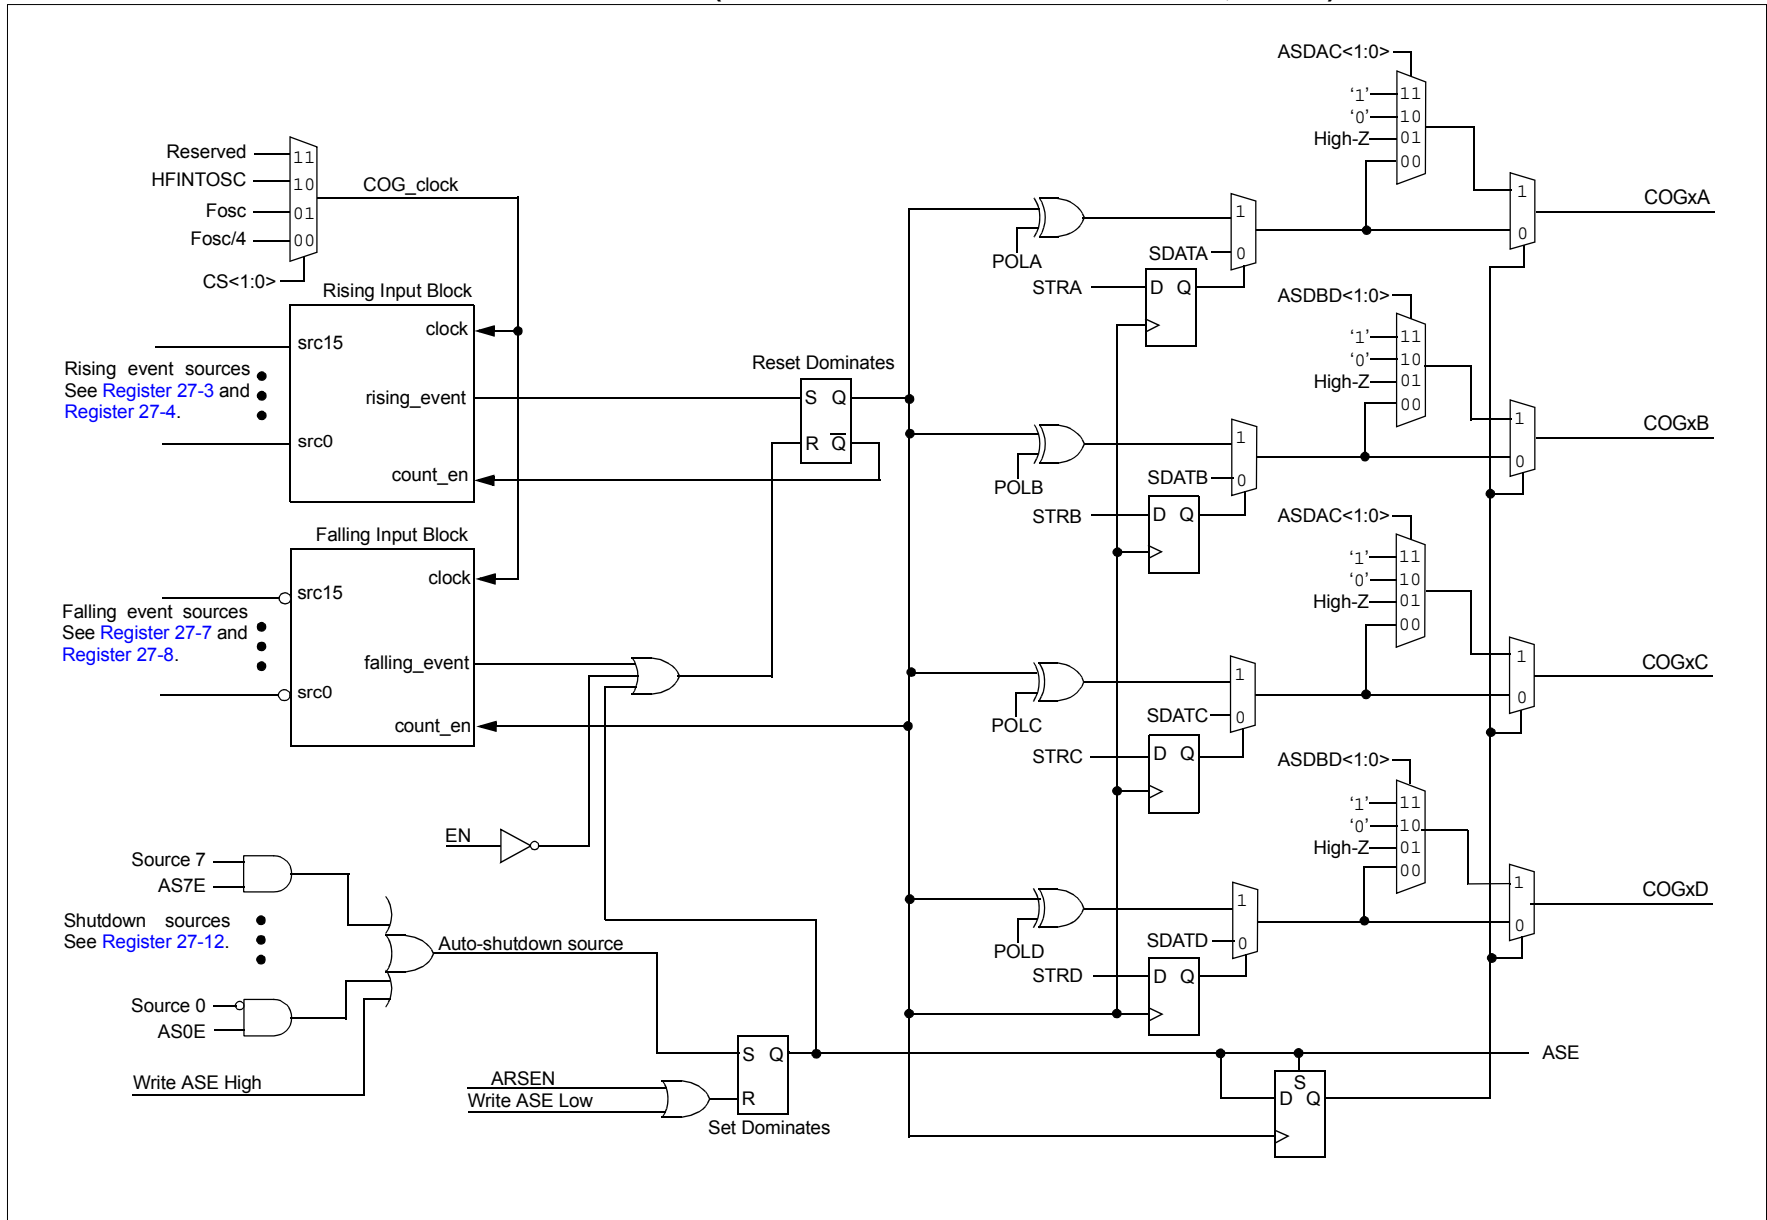 Reserved
HFINTOSC
Fosc
Fosc/4
11
10
01
00
CS<1:0>
COG_clock
Rising Input Block
clock
src15
Rising event sources
See Register 27-3 and
Register 27-4.
rising_event
src0
count_en
Reset Dominates
S Q
R Q
Falling Input Block
clock
src15
Falling event sources
See Register 27-7 and
Register 27-8.
falling_event
src0
count_en
EN
Source 7
AS7E
Shutdown sources
See Register 27-12.
Auto-shutdown source
Source 0
AS0E
Write ASE High
ARSEN
Write ASE Low
S Q
R
Set Dominates
ASDAC<1:0>
'1' 11
'0' 10
High-Z 01
00
1
0
COGxA
POLA
1
SDATA 0
STRA
D Q
ASDBD<1:0>
'1' 11
'0' 10
High-Z 01
00
1
0
COGxB
POLB
1
SDATB 0
STRB
D Q
ASDAC<1:0>
'1' 11
'0' 10
High-Z 01
00
1
0
COGxC
POLC
1
SDATC 0
STRC
D Q
ASDBD<1:0>
'1' 11
'0' 10
High-Z 01
00
1
0
COGxD
POLD
1
SDATD 0
STRD
D Q
ASE
S
D Q